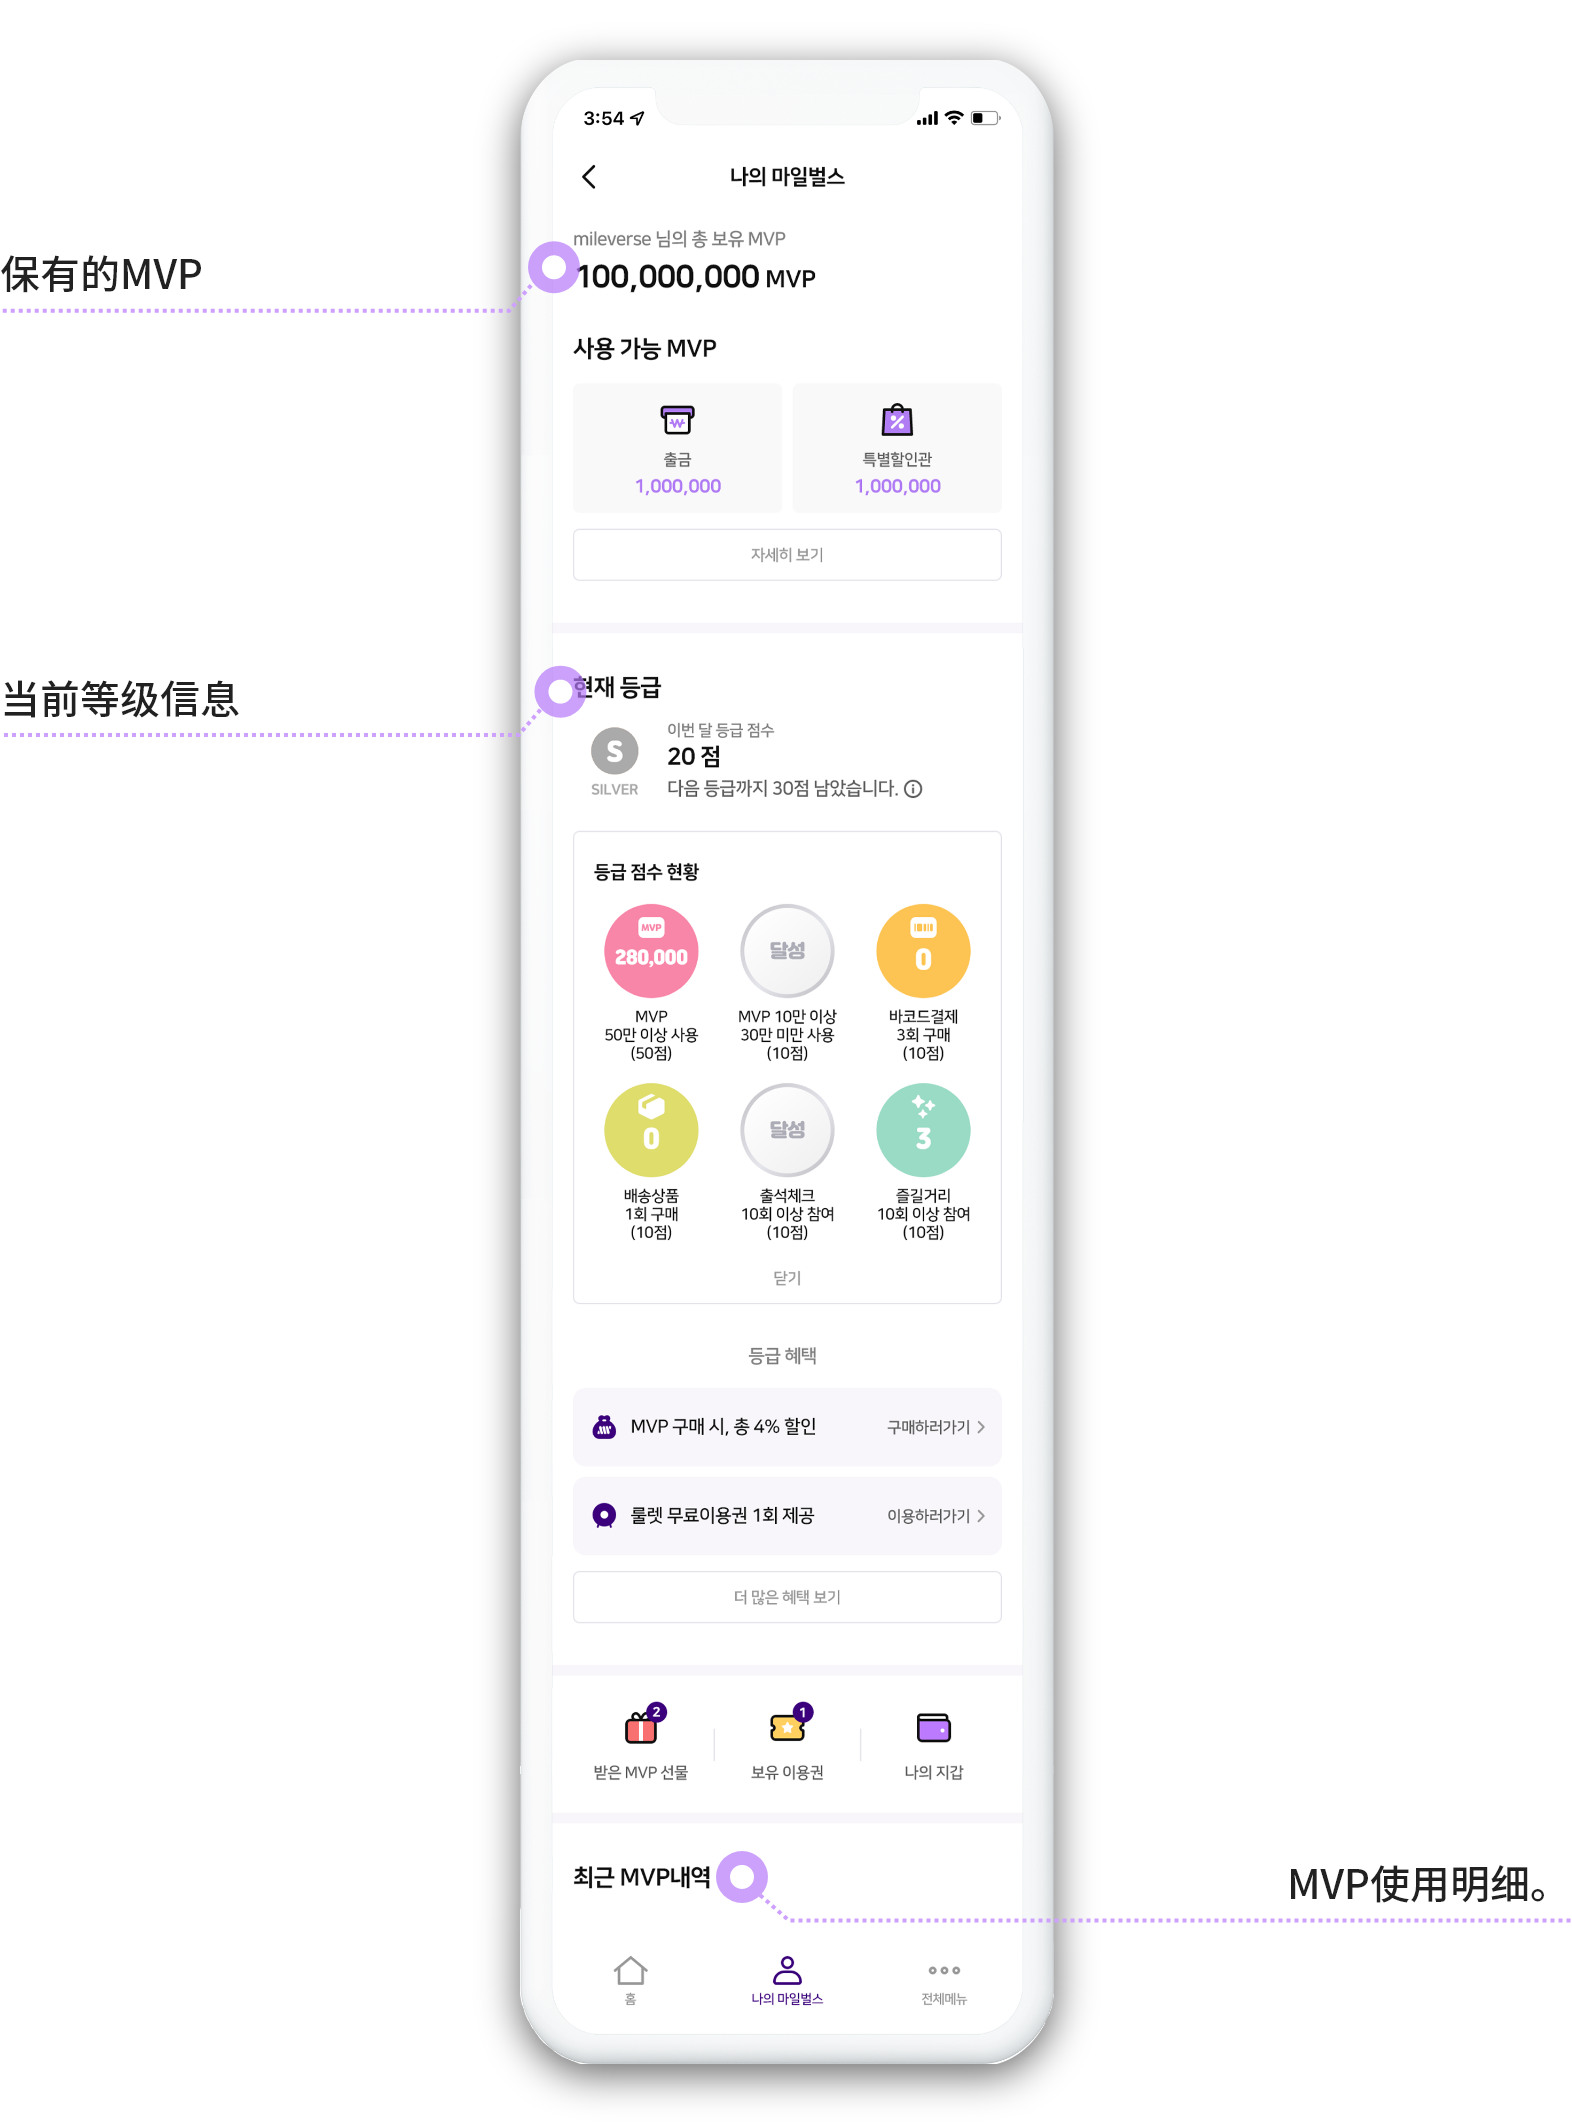 3:54
나의 마일벌스
mileverse 님의 총 보유 MVP
保有的MVP
100,000,000 MVP
사용 가능 MVP
출금
1,000,000
특별할인관
1,000,000
자세히 보기
当前等级信息
현재 등급
S
SILVER
이번 달 등급 점수
20 점
다음 등급까지 30점 남았습니다.
등급 점수 현황
MVP
280,000
MVP
50만 이상 사용
(50점)
달성
MVP 10만 이상
30만 미만 사용
(10점)
0
바코드결제
3회 구매
(10점)
0
배송상품
1회 구매
(10점)
달성
출석체크
10회 이상 참여
(10점)
3
즐길거리
10회 이상 참여
(10점)
닫기
등급 혜택
MVP 구매 시, 총 4% 할인
구매하러가기
룰렛 무료이용권 1회 제공
이용하러가기
더 많은 혜택 보기
2
받은 MVP 선물
1
보유 이용권
나의 지갑
최근 MVP내역
MVP使用明细。
홈
나의 마일벌스
전체메뉴